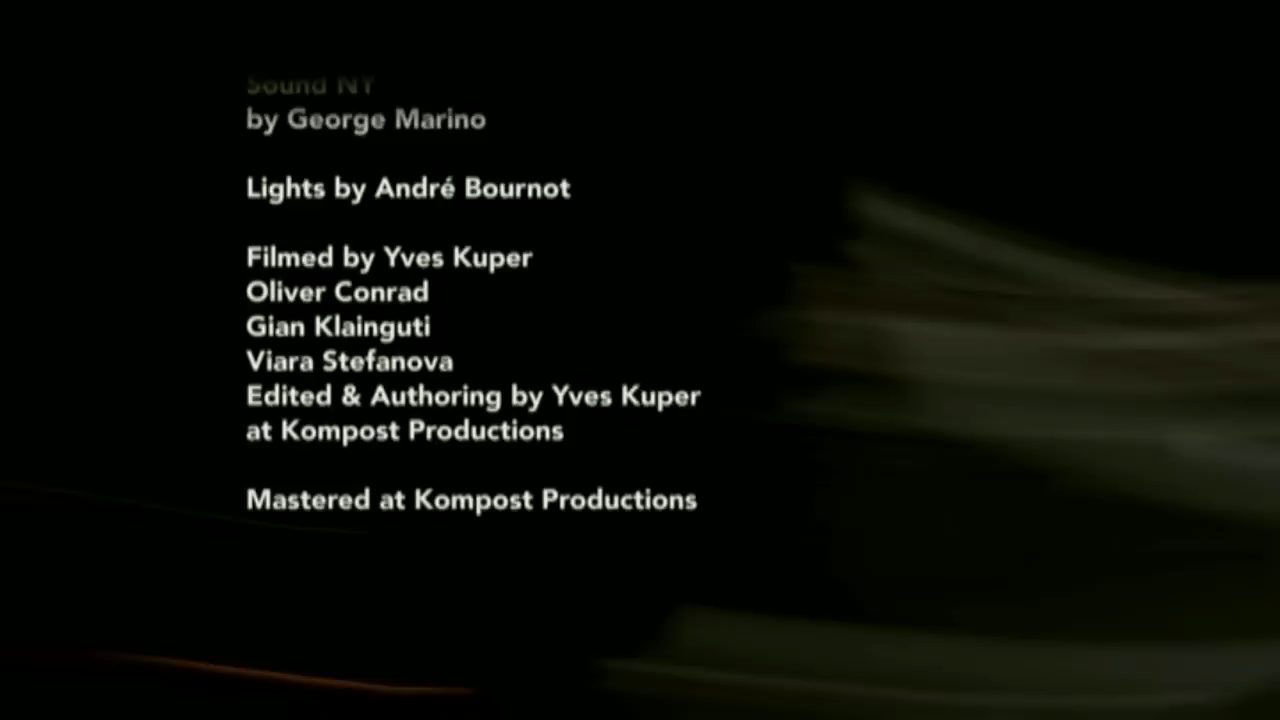 Sound NY
by George Marino
Lights by André Bournot
Filmed by Yves Kuper
Oliver Conrad
Gian Klainguti
Viara Stefanova
Edited & Authoring by Yves Kuper
at Kompost Productions
Mastered at Kompost Productions